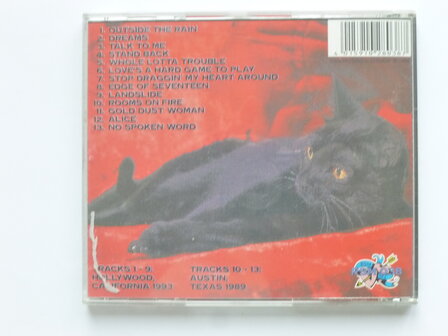 1. OUTSIDE THE RAIN
2. DREAMS
3. TALK TO ME
4. STAND BACK
5. WHOLE LOTTA TROUBLE
6. LOVE'S A HARD GAME TO PLAY
7. STOP DRAGGIN' MY HEART AROUND
8. EDGE OF SEVENTEEN
9. LANDSLIDE
10. ROOMS ON FIRE
11. GOLD DUST WOMAN
12. ALICE
13. NO SPOKEN WORD
TRACKS 1 - 9:
HOLLYWOOD,
CALIFORNIA 1993
TRACKS 10 - 13:
AUSTIN,
TEXAS 1989